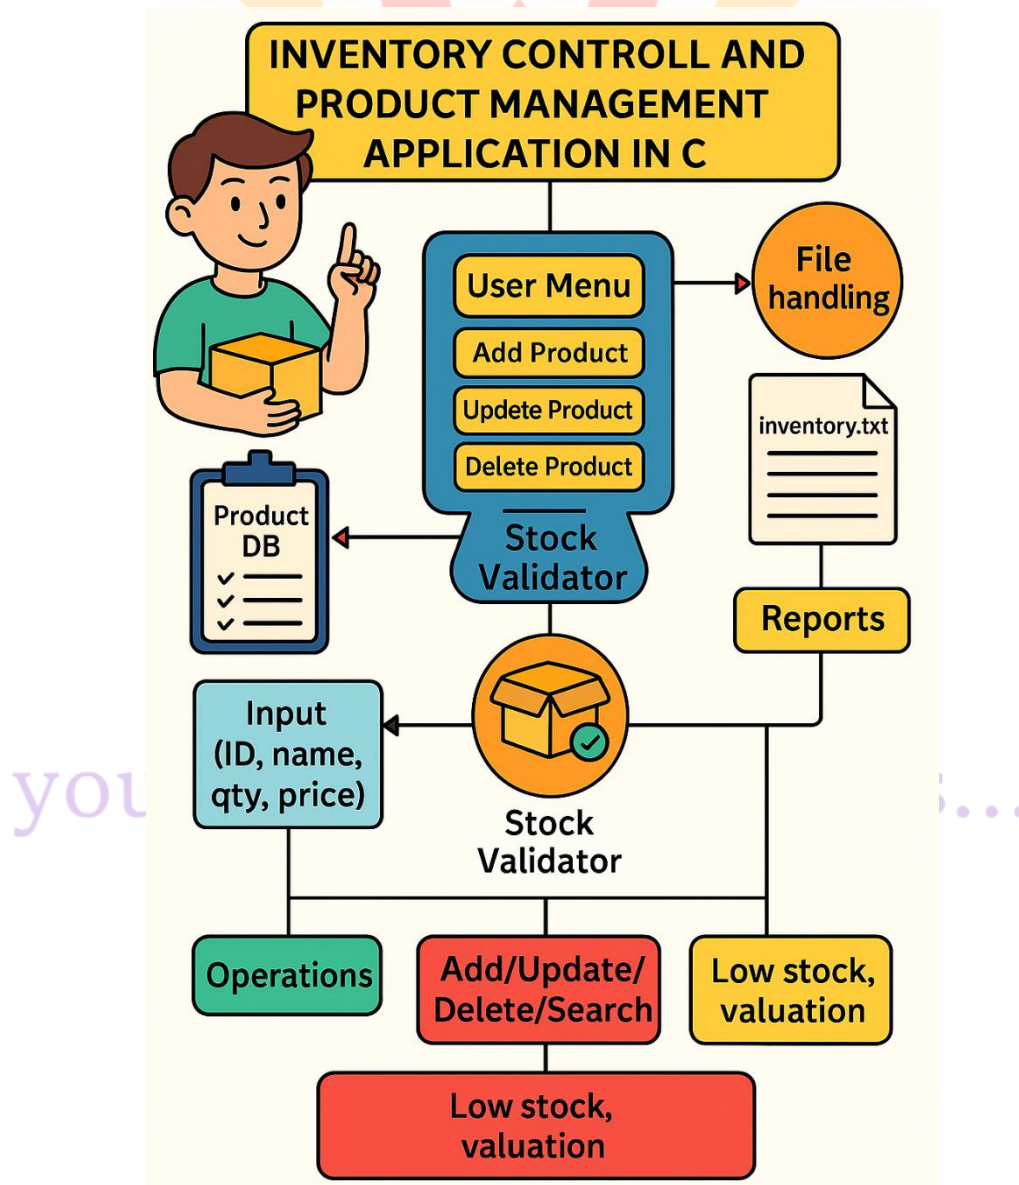 INVENTORY CONTROLL AND
PRODUCT MANAGEMENT
APPLICATION IN C
User Menu
File
handling
Add Product
Updete Product
Delete Product
inventory.txt
Product
DB
Stock
Validator
Reports
Input
(ID, name,
qty, price)
you
s...
Stock
Validator
Operations
Add/Update/
Delete/Search
Low stock,
valuation
Low stock,
valuation